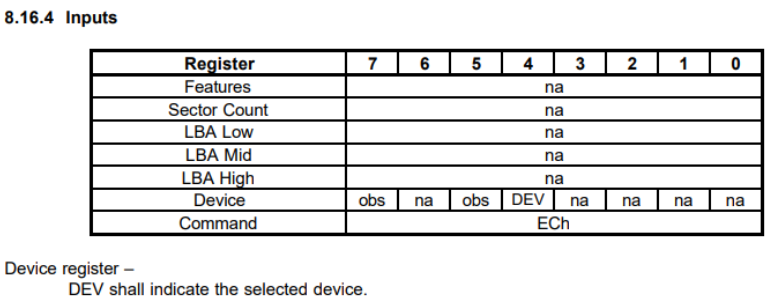 8.16.4 Inputs
Register 7 6 5 4 3 2 1 0
Features na
Sector Count na
LBA Low na
LBA Mid na
LBA High na
Device obs na obs DEV na na na na
Command ECh
Device register –
DEV shall indicate the selected device.